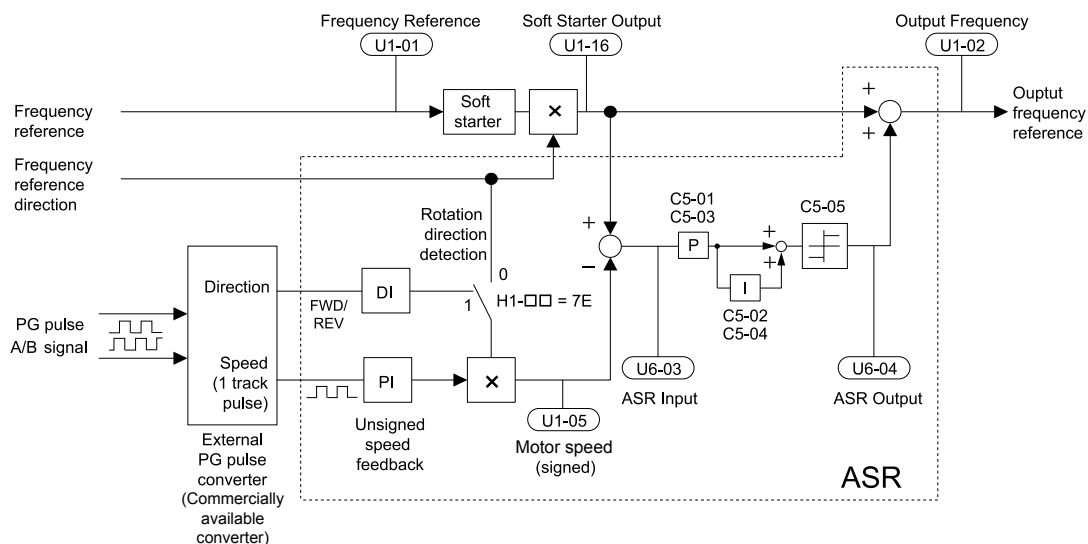 Frequency Reference
U1-01
Soft Starter Output
U1-16
Output Frequency
U1-02
Frequency
reference
Soft
starter
×
+
+
Ouptut
frequency
reference
Frequency
reference
direction
Rotation
direction
detection
+
−
C5-01
C5-03
P
+
+
C5-05
I
C5-02
C5-04
0
1
H1-□□ = 7E
Direction
FWD/
REV
DI
PG pulse
A/B signal
Speed
(1 track
pulse)
PI
×
U6-03
ASR Input
U6-04
ASR Output
U1-05
Motor speed
(signed)
Unsigned
speed
feedback
External
PG pulse
converter
(Commercially
available
converter)
ASR